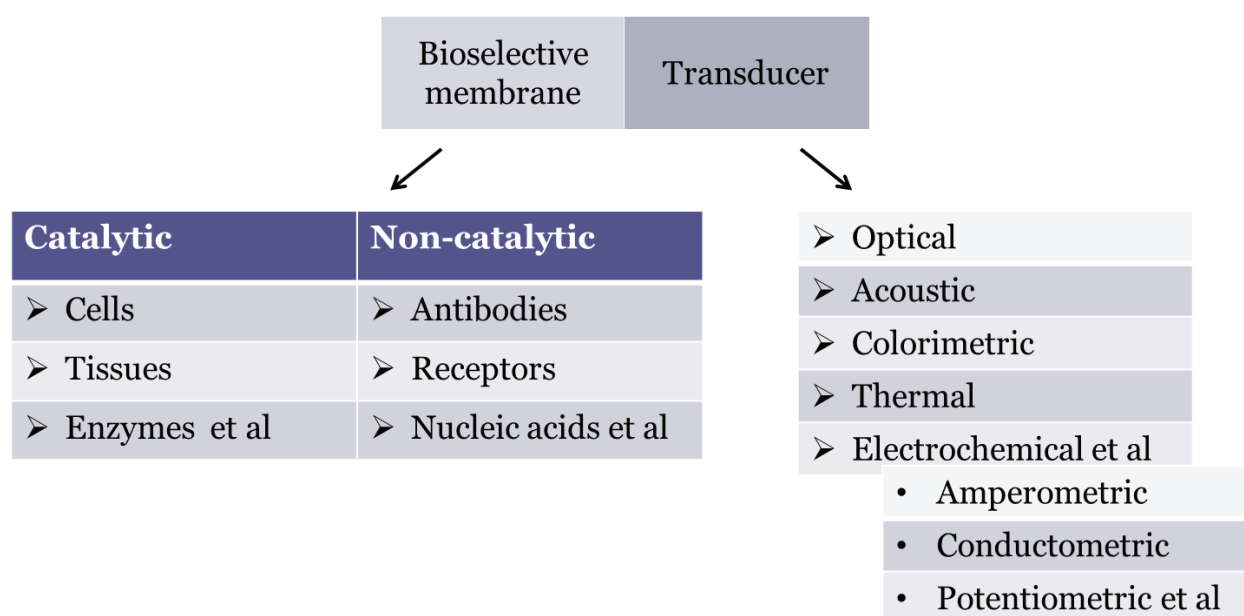 Bioselective
membrane
Transducer
Catalytic
Non-catalytic
➢ Cells
➢ Antibodies
➢ Tissues
➢ Receptors
➢ Enzymes et al
➢ Nucleic acids et al
➢ Optical
➢ Acoustic
➢ Colorimetric
➢ Thermal
➢ Electrochemical et al
• Amperometric
• Conductometric
• Potentiometric et al